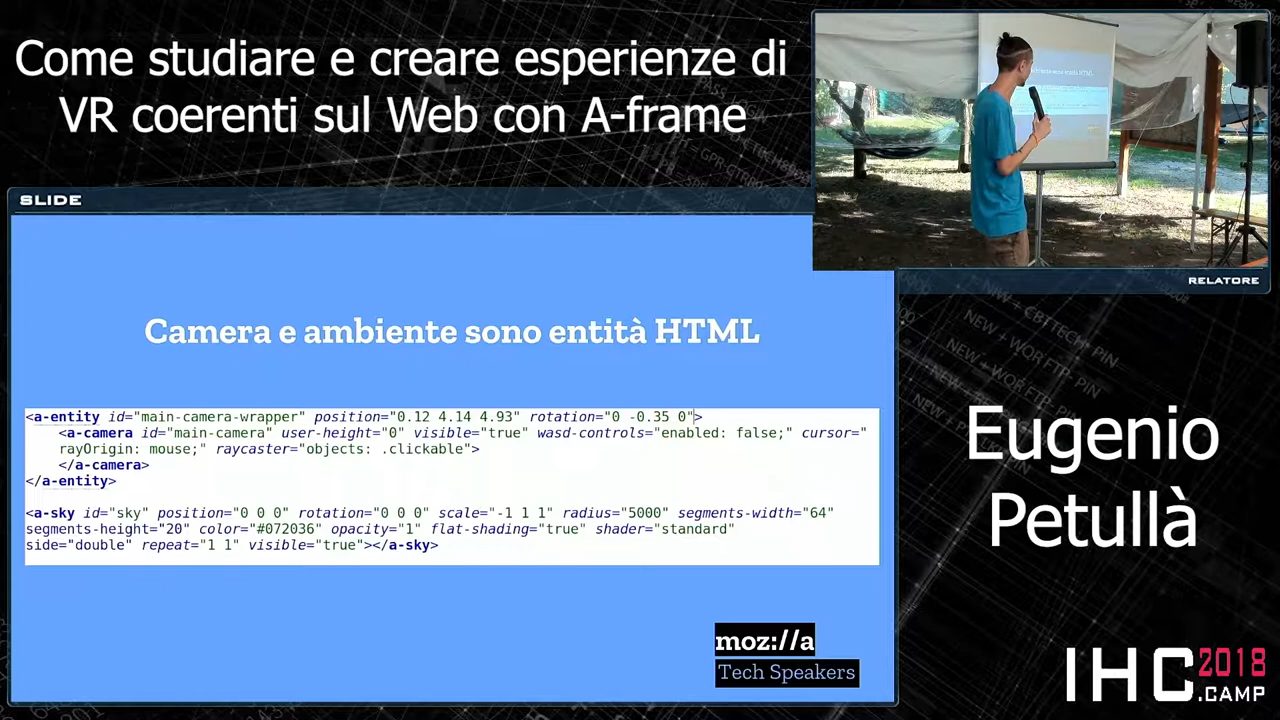 Come studiare e creare esperienze di
VR coerenti sul Web con A-frame
SLIDE
Camera e ambiente sono entità HTML
<a-entity id="main-camera-wrapper" position="0.12 4.14 4.93" rotation="0 -0.35 0">
<a-camera id="main-camera" user-height="0" visible="true" wasd-controls="enabled: false;" cursor="
rayOrigin: mouse;" raycaster="objects: .clickable">
</a-camera>
</a-entity>
<a-sky id="sky" position="0 0 0" rotation="0 0 0" scale="-1 1 1" radius="5000" segments-width="64"
segments-height="20" color="#072036" opacity="1" flat-shading="true" shader="standard"
side="double" repeat="1 1" visible="true"></a-sky>
moz://a
Tech Speakers
RELATORE
Eugenio
Petullà
IHC2018
.CAMP